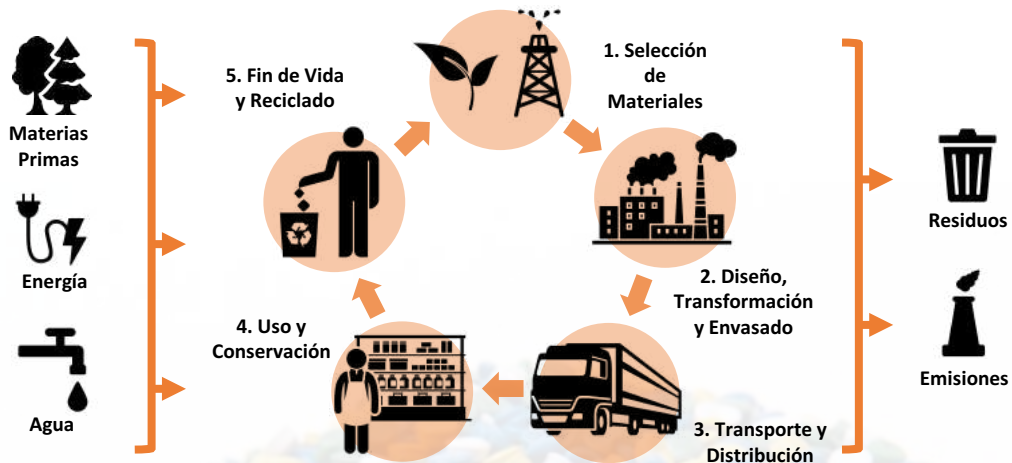 Materias
Primas
Energía
Agua
1. Selección
de
Materiales
2. Diseño,
Transformación
y Envasado
3. Transporte y
Distribución
4. Uso y
Conservación
5. Fin de Vida
y Reciclado
Residuos
Emisiones